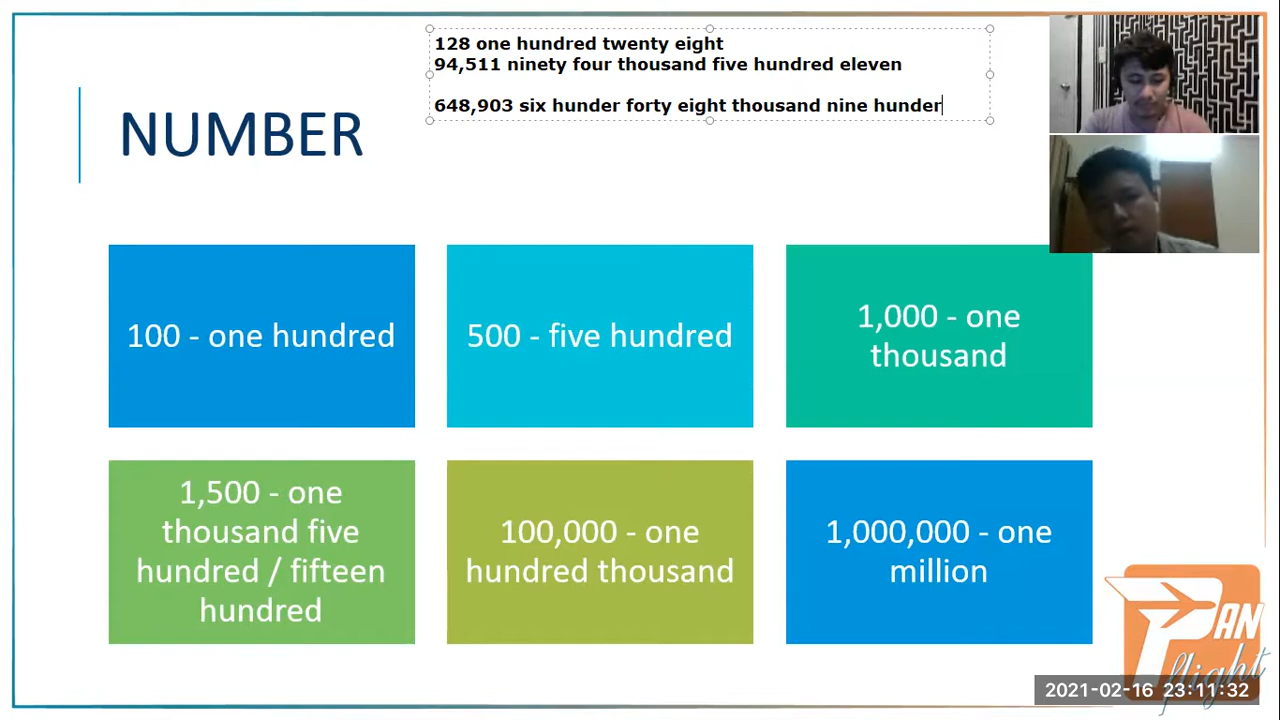 128 one hundred twenty eight
94,511 ninety four thousand five hundred eleven
648,903 six hunder forty eight thousand nine hunder
NUMBER
100 - one hundred
500 - five hundred
1,000 - one
thousand
1,500 - one
thousand five
hundred / fifteen
hundred
100,000 - one
hundred thousand
1,000,000 - one
million
PAN
flight
2021-02-16 23:11:32